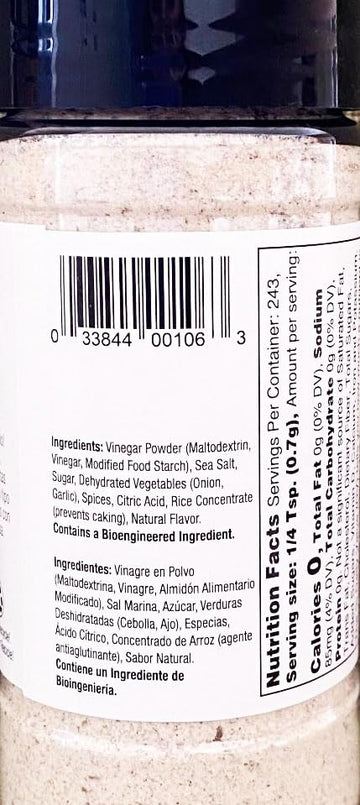 0 33844 00106 3
Ingredients: Vinegar Powder (Maltodextrin,
Vinegar, Modified Food Starch), Sea Salt,
Sugar, Dehydrated Vegetables (Onion,
Garlic), Spices, Citric Acid, Rice Concentrate
(prevents caking), Natural Flavor.
Contains a Bioengineered Ingredient.
Ingredientes: Vinagre en Polvo
(Maltodextrina, Vinagre, Almidón Alimentario
Modificado), Sal Marina, Azúcar, Verduras
Deshidratadas (Cebolla, Ajo), Especias,
Ácido Cítrico, Concentrado de Arroz (agente
antiaglutinante), Sabor Natural.
Contiene un Ingrediente de
Bioingeniería.
Nutrition Facts Servings Per Container: 243,
Serving size: 1/4 Tsp. (0.7g), Amount per serving:
Calories 0, Total Fat 0g (0% DV), Sodium
85mg (4% DV), Total Carbohydrate 0g (0% DV),
Protein 0g. Not a significant source of Saturated Fat,